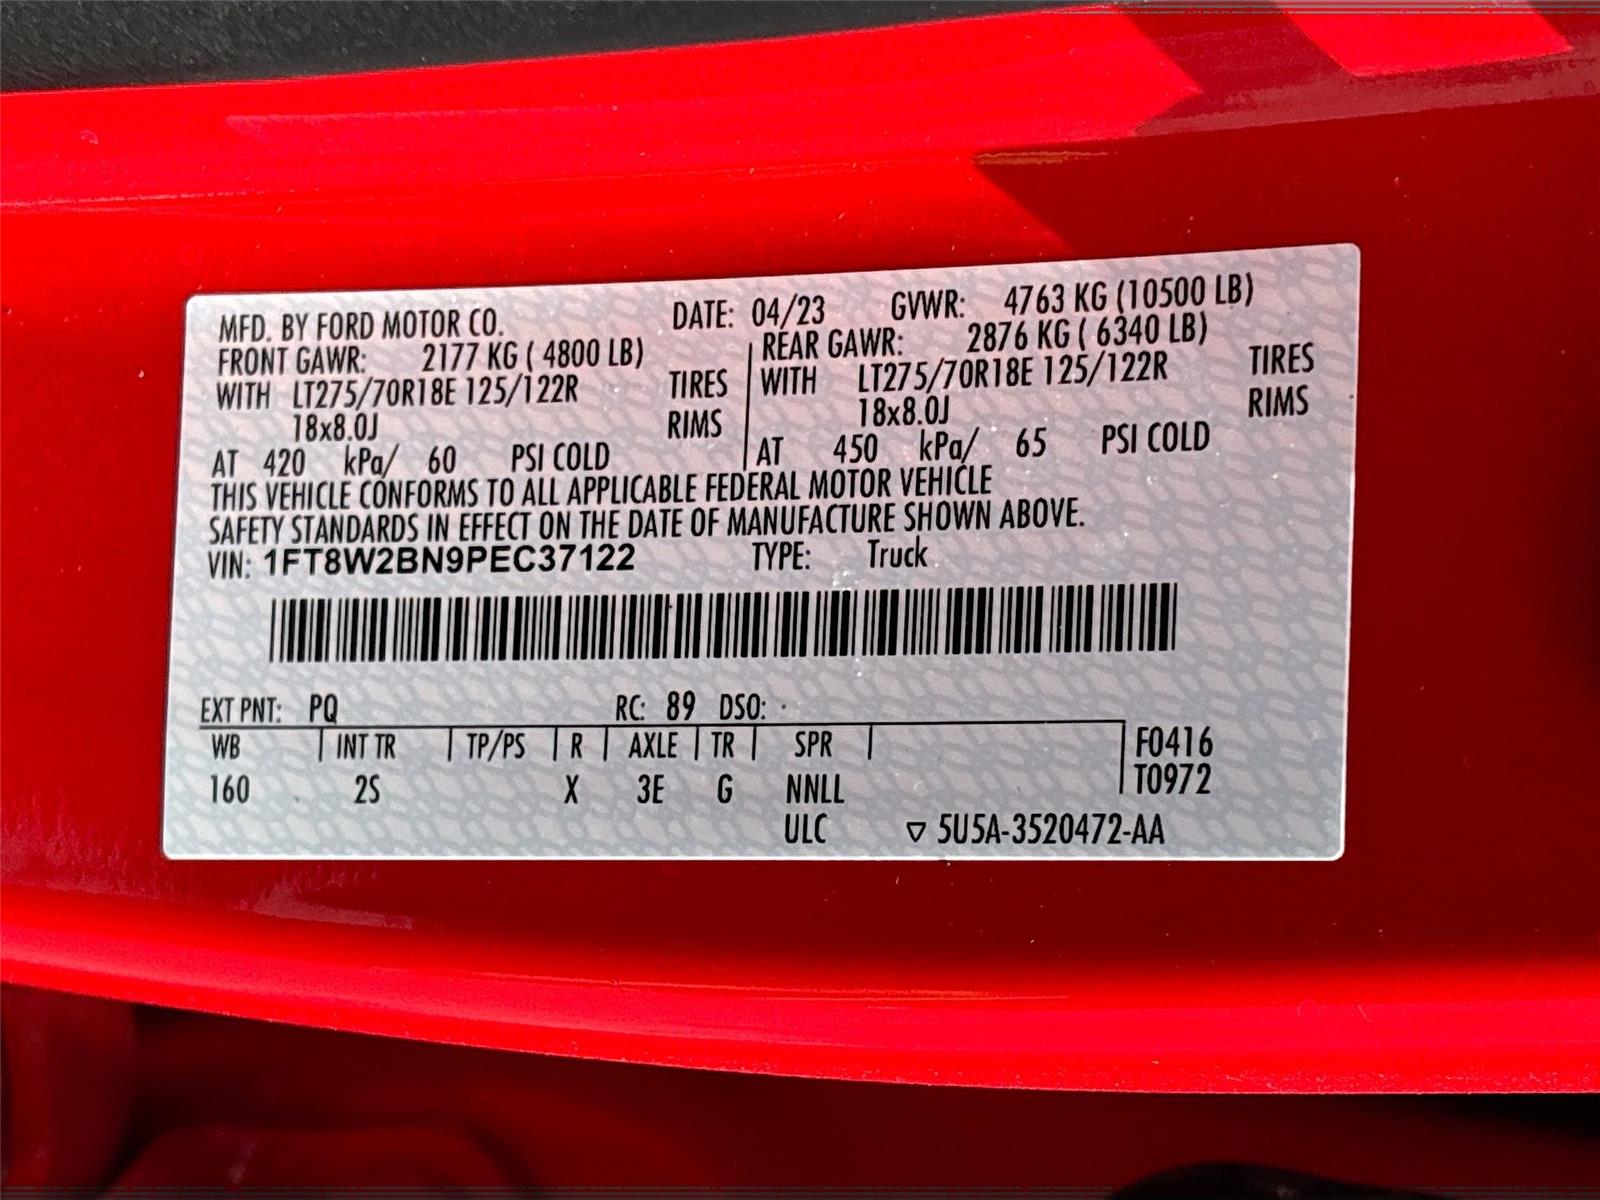 MFD. BY FORD MOTOR CO. DATE: 04/23 GVWR: 4763 KG (10500 LB)
FRONT GAWR: 2177 KG ( 4800 LB) REAR GAWR: 2876 KG ( 6340 LB)
WITH LT275/70R18E 125/122R TIRES WITH LT275/70R18E 125/122R TIRES
18x8.0J RIMS 18x8.0J RIMS
AT 420 kPa/ 60 PSI COLD AT 450 kPa/ 65 PSI COLD
THIS VEHICLE CONFORMS TO ALL APPLICABLE FEDERAL MOTOR VEHICLE
SAFETY STANDARDS IN EFFECT ON THE DATE OF MANUFACTURE SHOWN ABOVE.
VIN: 1FT8W2BN9PEC37122 TYPE: Truck
EXT PNT: PQ RC: 89 DSO:
WB INT TR TP/PS R AXLE TR SPR F0416
160 2S X 3E G NNLL T0972
ULC ▽ 5U5A-3520472-AA